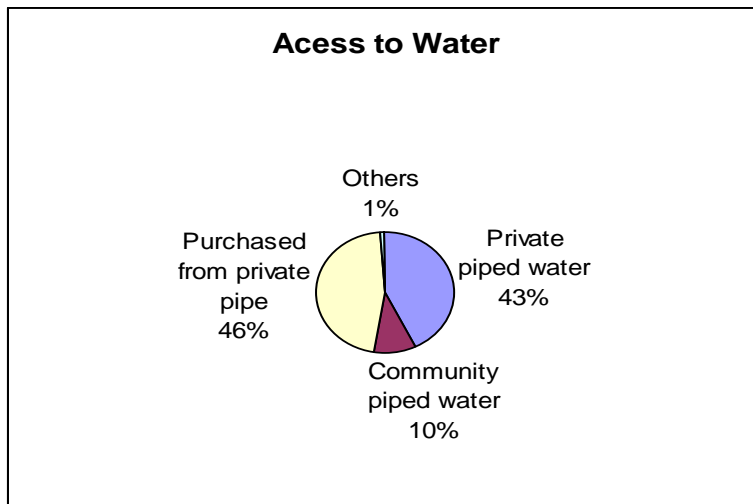 Acess to Water
Others
1%
Purchased
from private
pipe
46%
Private
piped water
43%
Community
piped water
10%